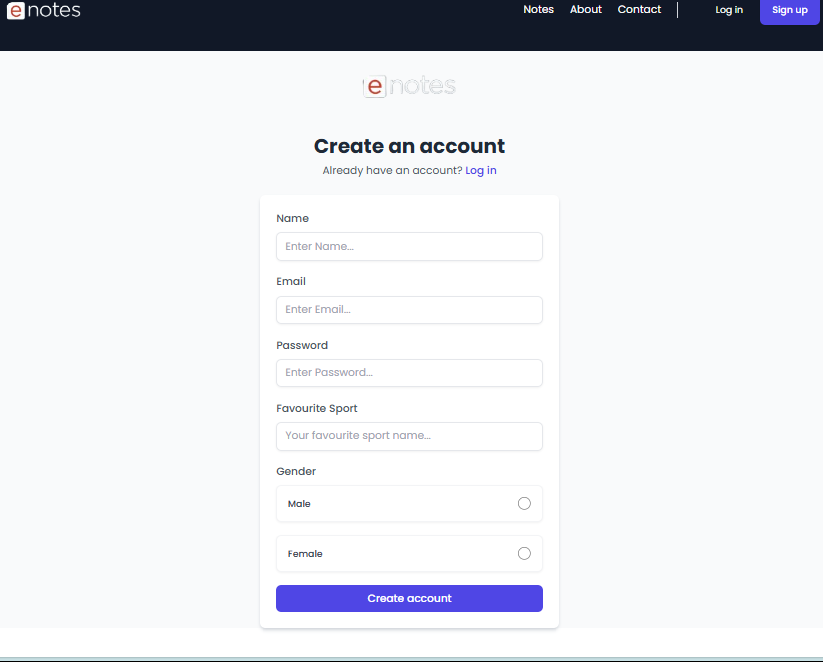 enotes Notes About Contact Log in Sign up
enotes
Create an account
Already have an account? Log in
Name
Enter Name...
Email
Enter Email...
Password
Enter Password...
Favourite Sport
Your favourite sport name...
Gender
Male
Female
Create account